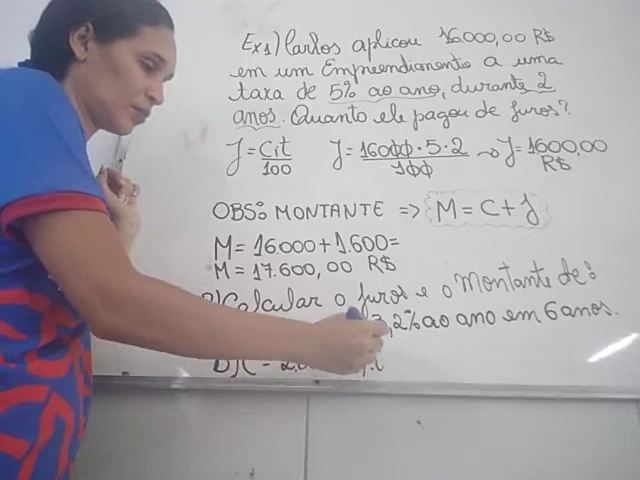 Ex1) Carlos aplicou 16.000,00 R$
em um Empreendimento a uma
taxa de 5% ao ano, durante 2
anos. Quanto ele pagou de juros?
J = Cit/100 J = 16000 · 5 · 2/100 → J = 1600,00 R$
OBS: MONTANTE => M = C + J
M = 16.000 + 1.600 =
M = 17.600,00 R$
2) Calcular o juros e o Montante de:
3,2% ao ano em 6 anos.
B) C =